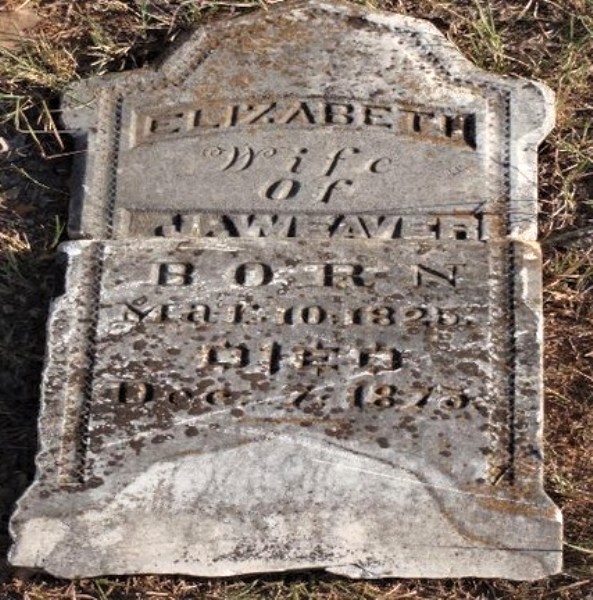 ELIZABETH
Wife
Of
J. WEAVER
BORN
Mar. 10. 1825.
DIED
Dec. 7. 1875.